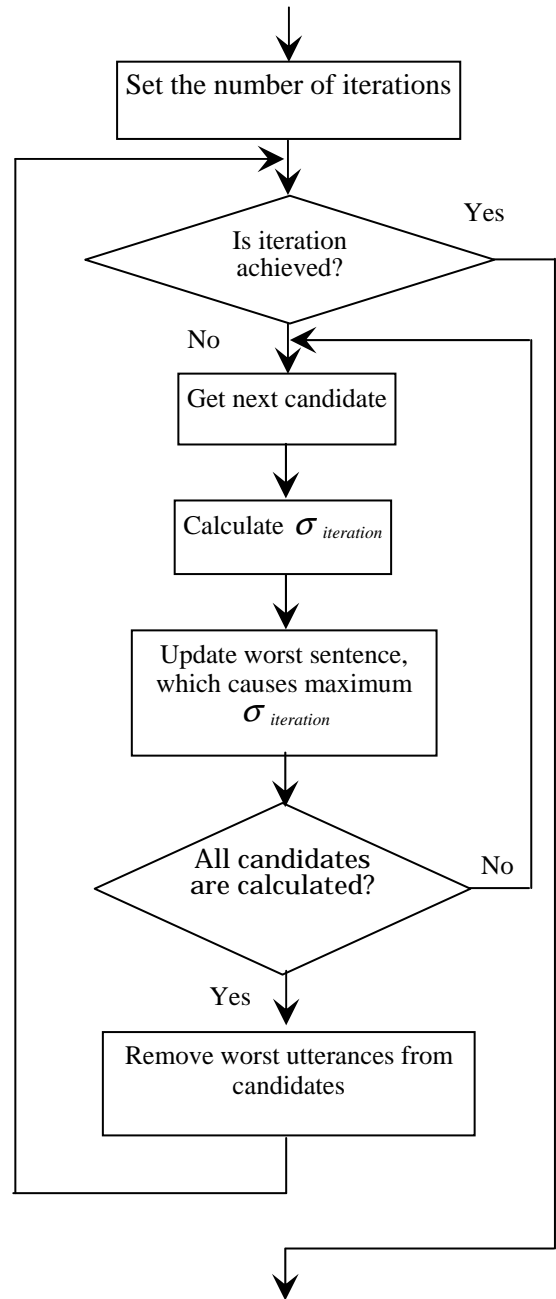 Set the number of iterations
Yes
Is iteration
achieved?
No
Get next candidate
Calculate σ iteration
Update worst sentence,
which causes maximum
σ iteration
All candidates
are calculated?
No
Yes
Remove worst utterances from
candidates